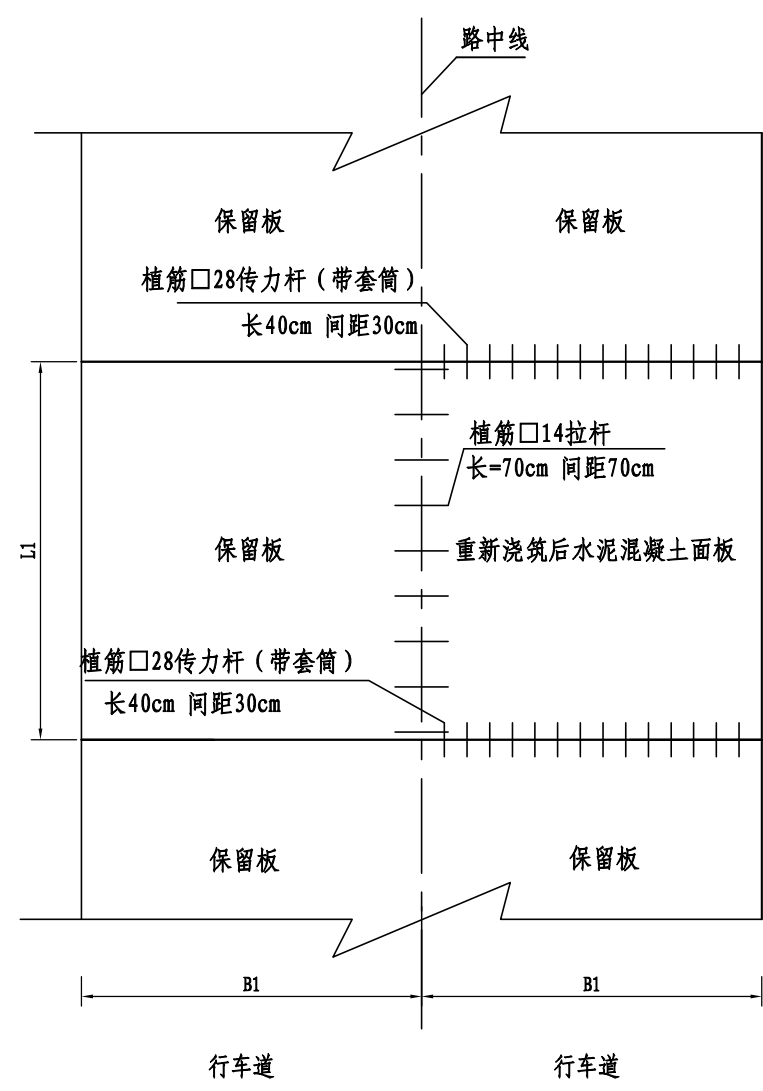 路中线
保留板
保留板
植筋□28传力杆（带套筒）
长40cm 间距30cm
植筋□14拉杆
长=70cm 间距70cm
L1
保留板
重新浇筑后水泥混凝土面板
植筋□28传力杆（带套筒）
长40cm 间距30cm
保留板
保留板
B1
B1
行车道
行车道